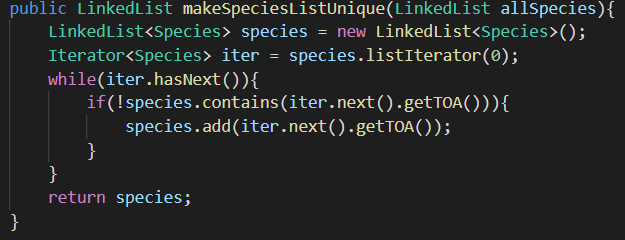 public LinkedList makeSpeciesListUnique(LinkedList allSpecies){
    LinkedList<Species> species = new LinkedList<Species>();
    Iterator<Species> iter = species.listIterator(0);
    while(iter.hasNext()){
        if(!species.contains(iter.next().getTOA())){
            species.add(iter.next().getTOA());
        }
    }
    return species;
}